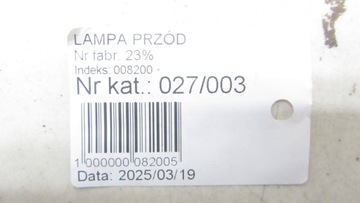 LAMPA PRZÓD
Nr fabr. 23%
Indeks: 008200
Nr kat.: 027/003
1 000000 082005
Data: 2025/03/19